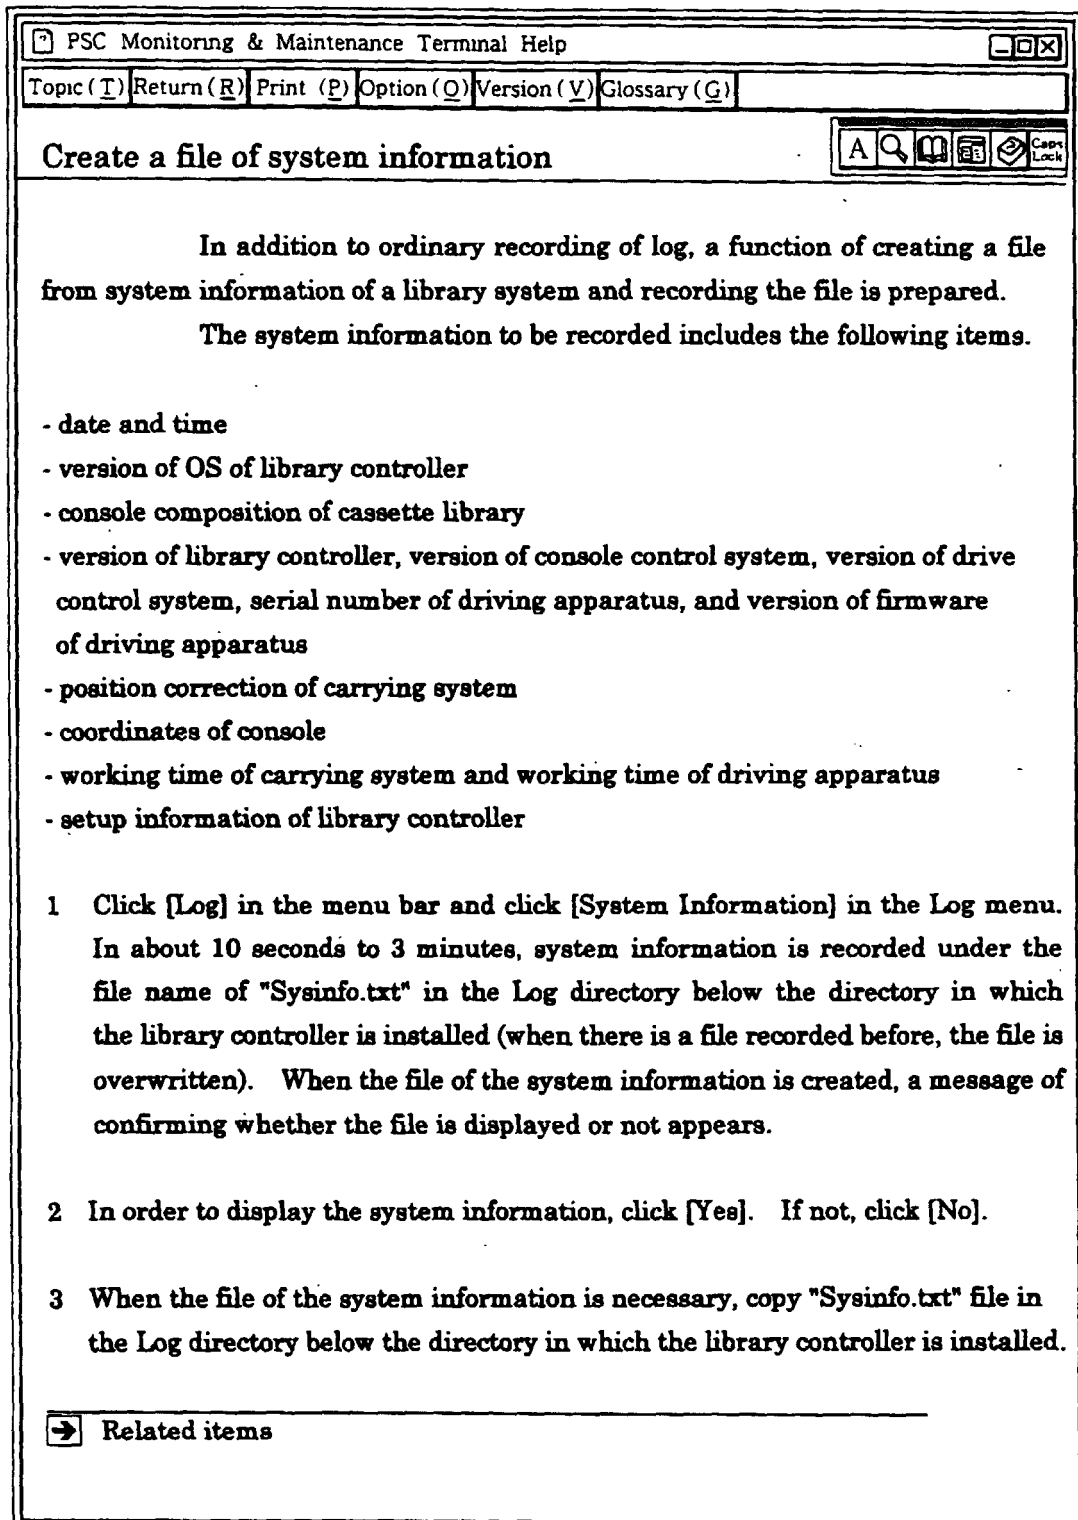 PSC Monitoring & Maintenance Terminal Help
Topic (T) Return (R) Print (P) Option (O) Version (V) Glossary (G)
Create a file of system information
A Caps Lock
In addition to ordinary recording of log, a function of creating a file
from system information of a library system and recording the file is prepared.
The system information to be recorded includes the following items.
- date and time
- version of OS of library controller
- console composition of cassette library
- version of library controller, version of console control system, version of drive
control system, serial number of driving apparatus, and version of firmware
of driving apparatus
- position correction of carrying system
- coordinates of console
- working time of carrying system and working time of driving apparatus
- setup information of library controller
1 Click [Log] in the menu bar and click [System Information] in the Log menu.
In about 10 seconds to 3 minutes, system information is recorded under the
file name of "Sysinfo.txt" in the Log directory below the directory in which
the library controller is installed (when there is a file recorded before, the file is
overwritten). When the file of the system information is created, a message of
confirming whether the file is displayed or not appears.
2 In order to display the system information, click [Yes]. If not, click [No].
3 When the file of the system information is necessary, copy "Sysinfo.txt" file in
the Log directory below the directory in which the library controller is installed.
Related items